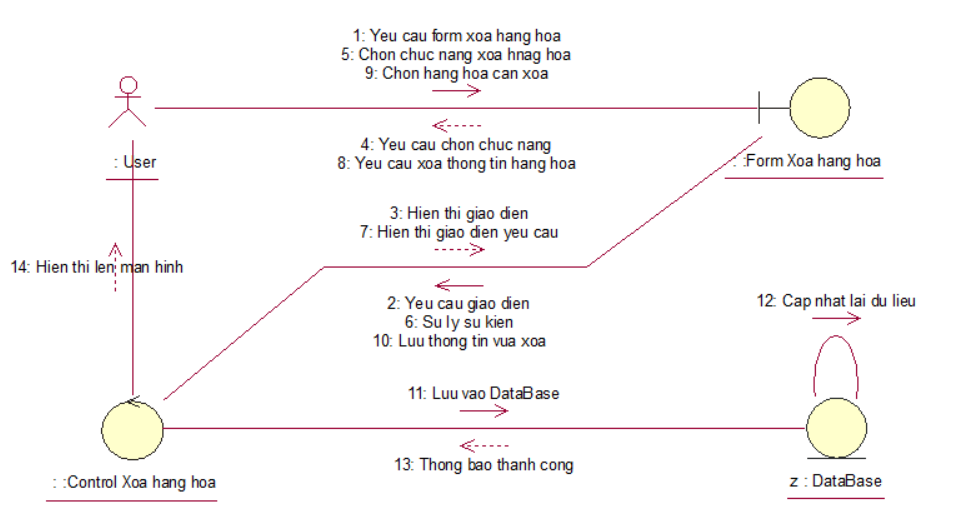 1: Yeu cau form xoa hang hoa
5: Chon chuc nang xoa hnag hoa
9: Chon hang hoa can xoa
4: Yeu cau chon chuc nang
8: Yeu cau xoa thong tin hang hoa
: User
: :Form Xoa hang hoa
3: Hien thi giao dien
7: Hien thi giao dien yeu cau
14: Hien thi len man hinh
2: Yeu cau giao dien
6: Su ly su kien
10: Luu thong tin vua xoa
12: Cap nhat lai du lieu
11: Luu vao DataBase
13: Thong bao thanh cong
: :Control Xoa hang hoa
z : DataBase